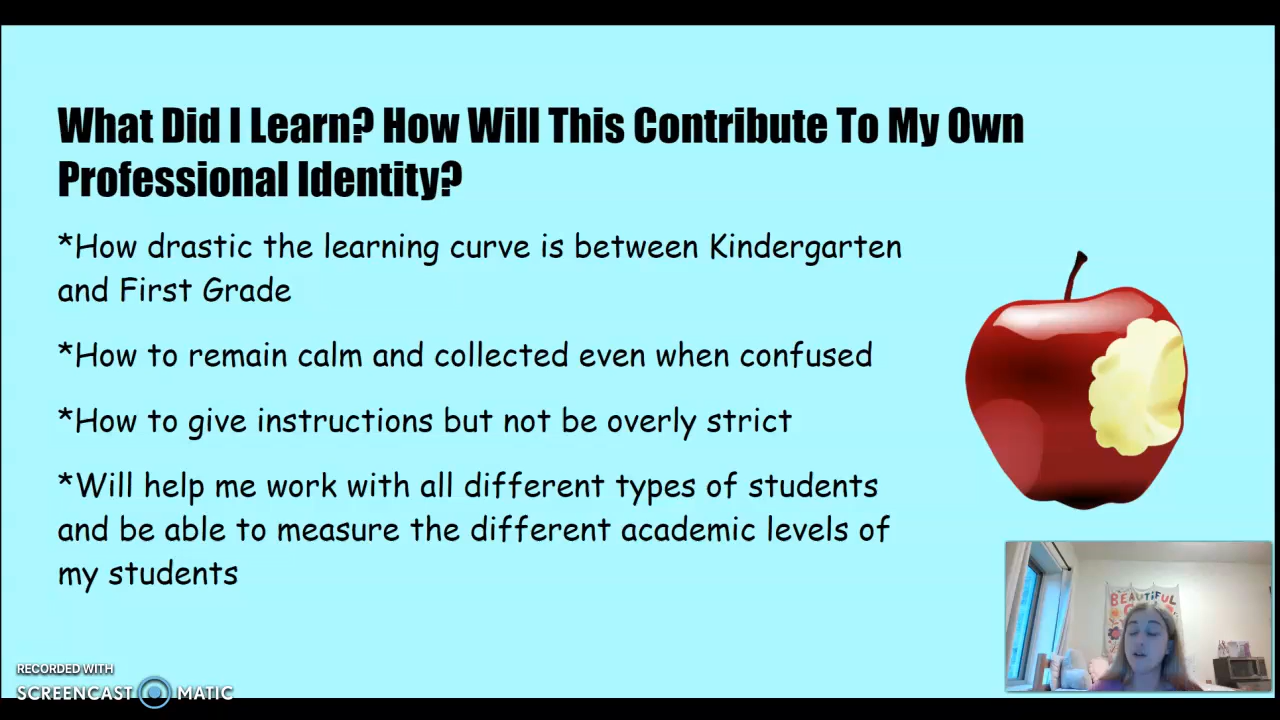 What Did I Learn? How Will This Contribute To My Own
Professional Identity?
*How drastic the learning curve is between Kindergarten
and First Grade
*How to remain calm and collected even when confused
*How to give instructions but not be overly strict
*Will help me work with all different types of students
and be able to measure the different academic levels of
my students
BEAUTiFUL
RECORDED WITH
SCREENCAST MATIC